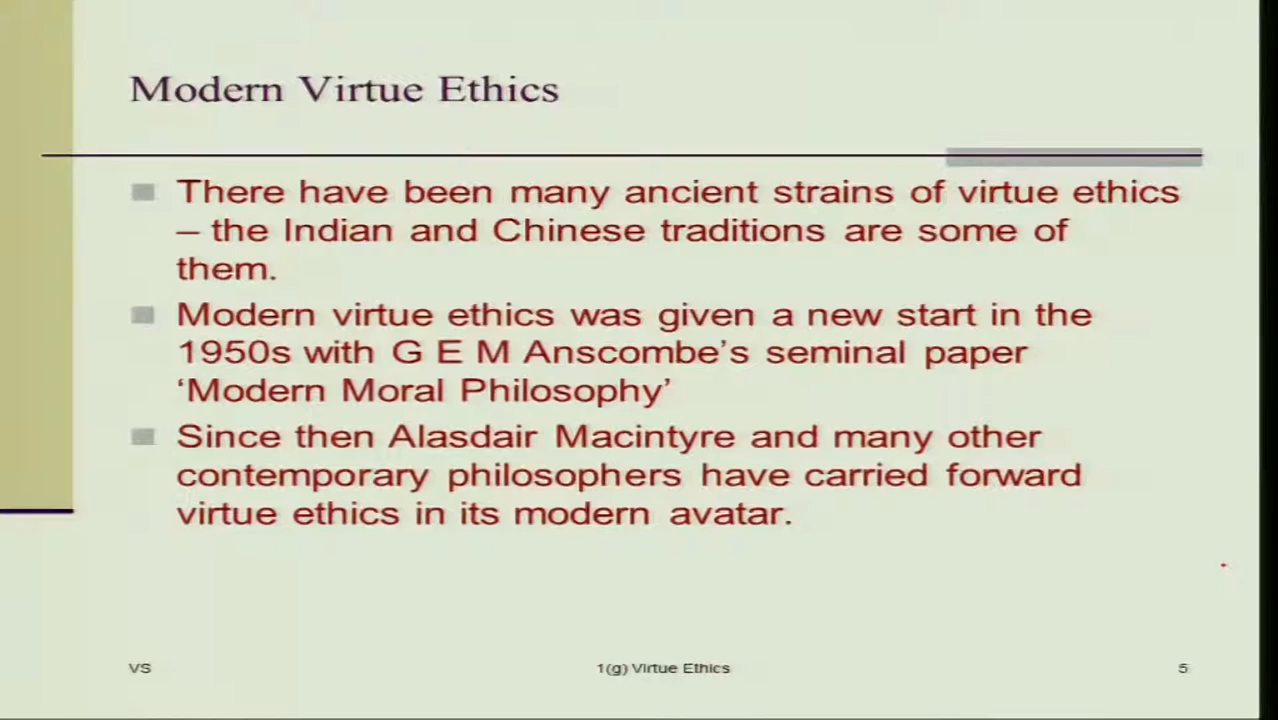 Modern Virtue Ethics
There have been many ancient strains of virtue ethics
– the Indian and Chinese traditions are some of
them.
Modern virtue ethics was given a new start in the
1950s with G E M Anscombe’s seminal paper
‘Modern Moral Philosophy’
Since then Alasdair Macintyre and many other
contemporary philosophers have carried forward
virtue ethics in its modern avatar.
VS
1(g) Virtue Ethics
5